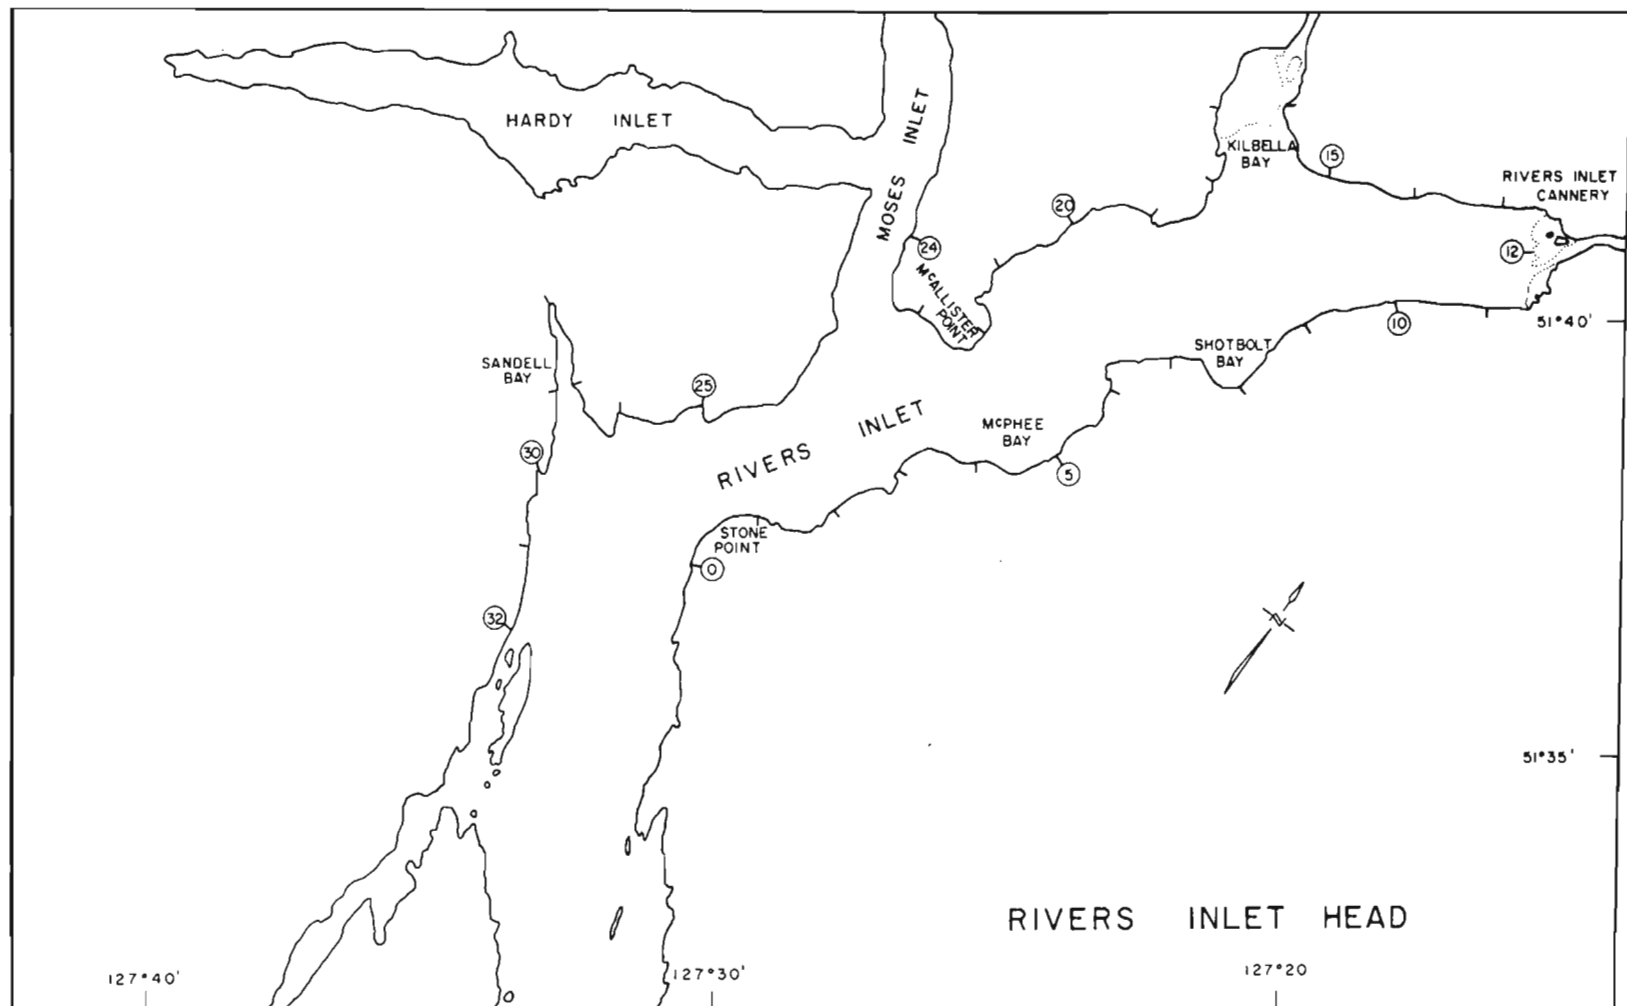 HARDY INLET
MOSES INLET
KILBELLA
BAY
15
RIVERS INLET
CANNERY
20
24
12
McALLISTER
POINT
51°40'
10
SHOTBOLT
BAY
SANDELL
BAY
25
RIVERS INLET
McPHEE
BAY
30
5
STONE
POINT
0
32
N
51°35'
RIVERS INLET HEAD
127°40'
127°30'
127°20